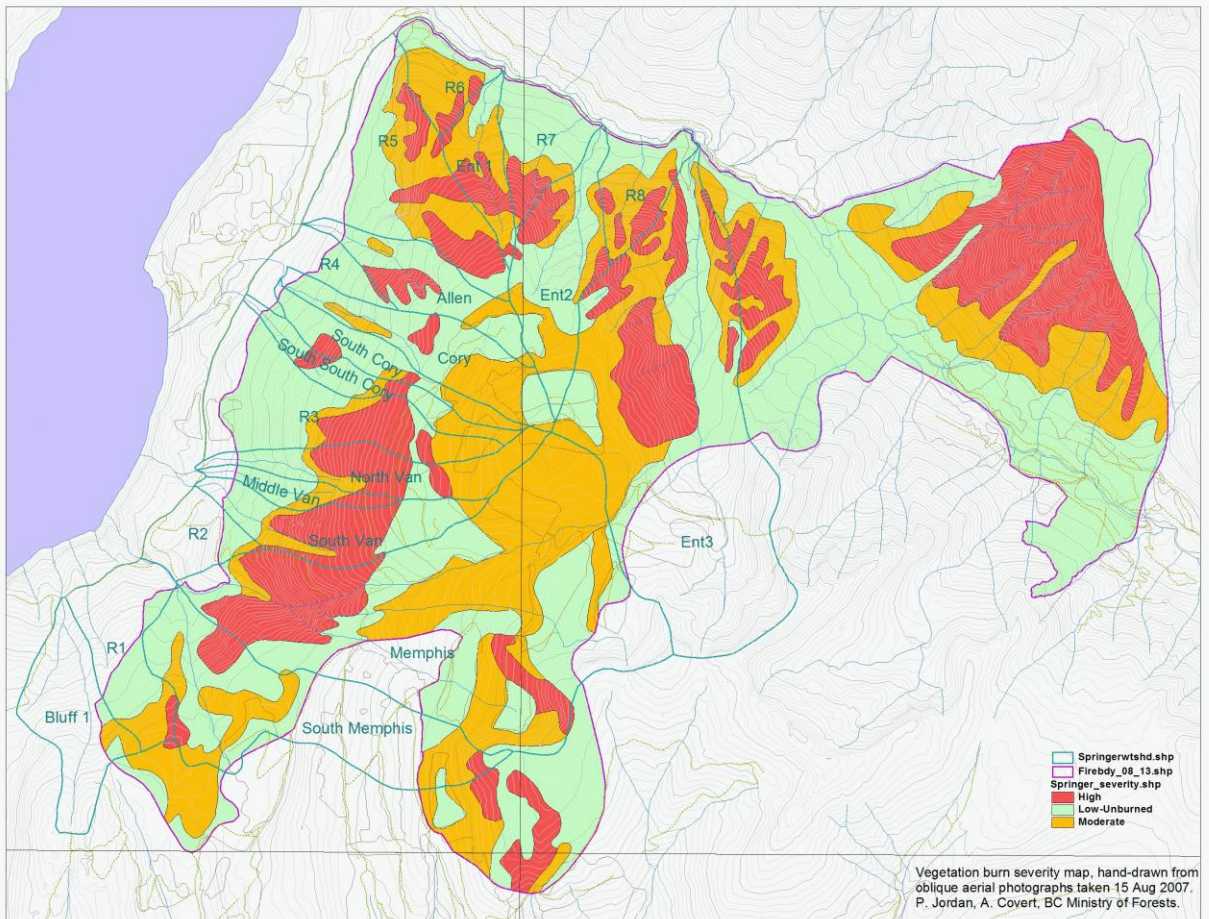 R6
R5
R7
Ent 1
R8
R4
Allen
Ent2
South Cory
Cory
South South Cory
R3
North Van
Middle Van
R2
South Van
Ent3
R1
Memphis
Bluff 1
South Memphis
Springerwtshd.shp
Firebdy_08_13.shp
Springer_severity.shp
High
Low-Unburned
Moderate
Vegetation burn severity map, hand-drawn from
oblique aerial photographs taken 15 Aug 2007.
P. Jordan, A. Covert, BC Ministry of Forests.